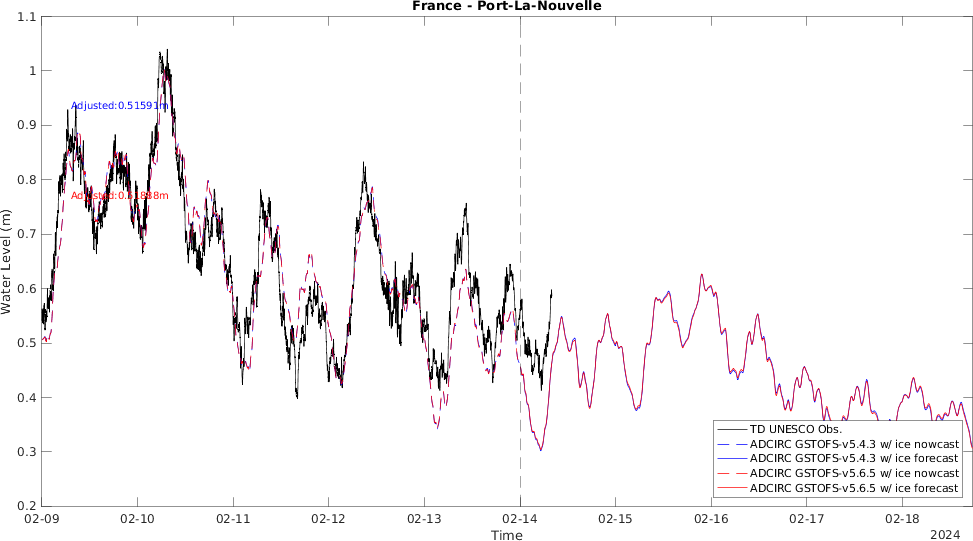 France - Port-La-Nouvelle
1.1
1
0.9
0.8
0.7
0.6
0.5
0.4
0.3
0.2
Water Level (m)
Adjusted:0.51591m
TD UNESCO Obs.
ADCIRC GSTOFS-v5.4.3 w/ ice nowcast
ADCIRC GSTOFS-v5.4.3 w/ ice forecast
ADCIRC GSTOFS-v5.6.5 w/ ice nowcast
ADCIRC GSTOFS-v5.6.5 w/ ice forecast
02-09 02-10 02-11 02-12 02-13 02-14 02-15 02-16 02-17 02-18
Time
2024